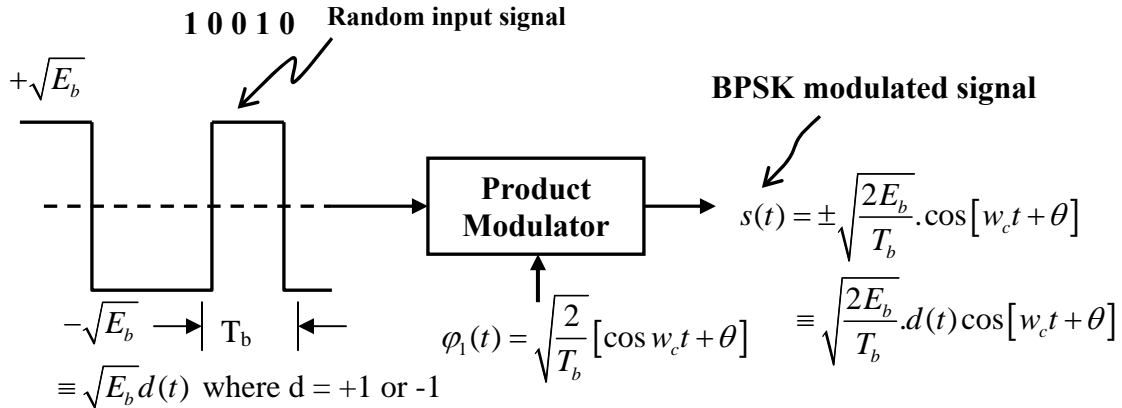 1 0 0 1 0
Random input signal
+√E_b
BPSK modulated signal
Product
Modulator
s(t) = ±√(2E_b/T_b).cos[w_c t + θ]
−√E_b
T_b
φ₁(t) = √(2/T_b)[cos w_c t + θ]
≡ √(2E_b/T_b).d(t) cos[w_c t + θ]
≡ √E_b d(t) where d = +1 or -1